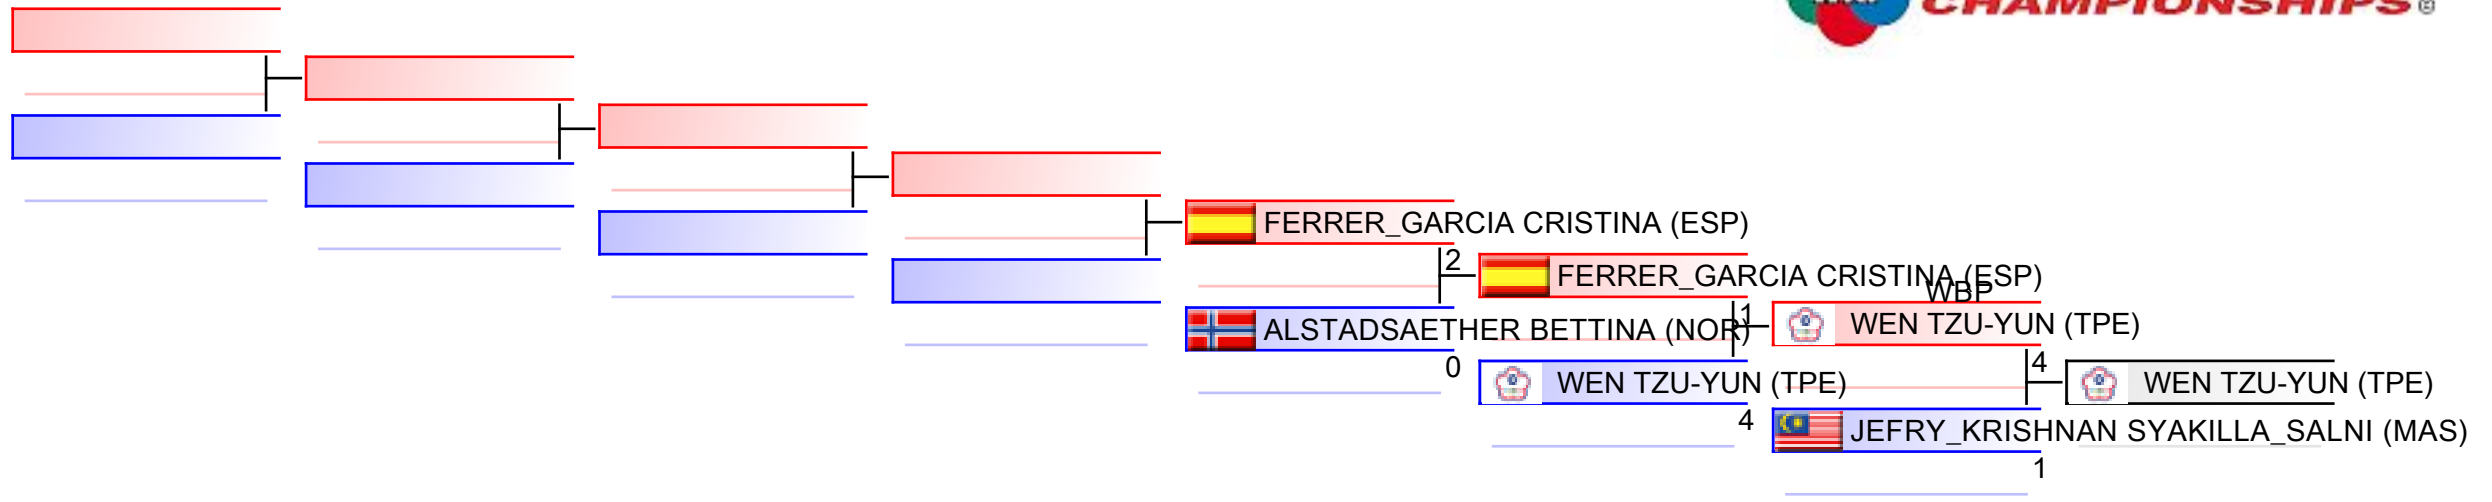 CHAMPIONSHIPS®
FERRER_GARCIA CRISTINA (ESP)
2
FERRER_GARCIA CRISTINA (ESP)
WBP
ALSTADSAETHER BETTINA (NOR)
1
WEN TZU-YUN (TPE)
0
WEN TZU-YUN (TPE)
4
WEN TZU-YUN (TPE)
4
JEFRY_KRISHNAN SYAKILLA_SALNI (MAS)
1